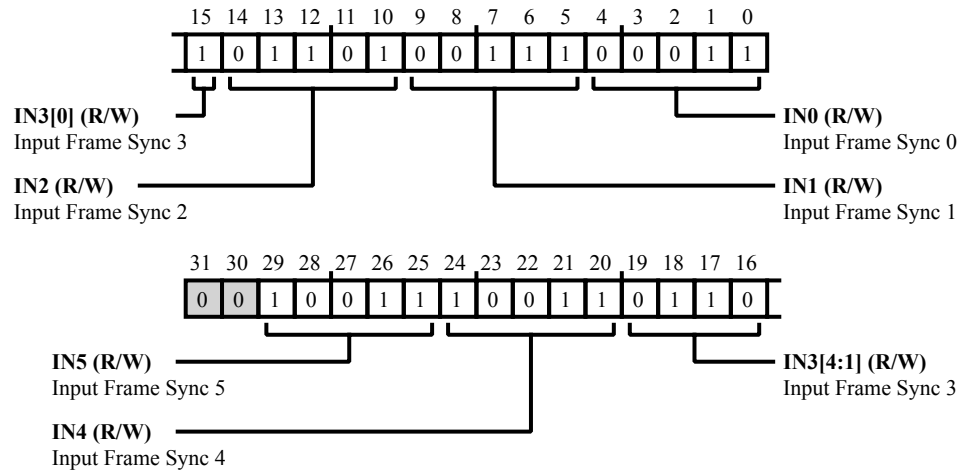 15 14 13 12 11 10 9 8 7 6 5 4 3 2 1 0
1 0 1 1 0 1 0 0 1 1 1 0 0 0 1 1
IN3[0] (R/W)
Input Frame Sync 3
IN0 (R/W)
Input Frame Sync 0
IN2 (R/W)
Input Frame Sync 2
IN1 (R/W)
Input Frame Sync 1
31 30 29 28 27 26 25 24 23 22 21 20 19 18 17 16
0 0 1 0 0 1 1 1 0 0 1 1 0 1 1 0
IN5 (R/W)
Input Frame Sync 5
IN3[4:1] (R/W)
Input Frame Sync 3
IN4 (R/W)
Input Frame Sync 4